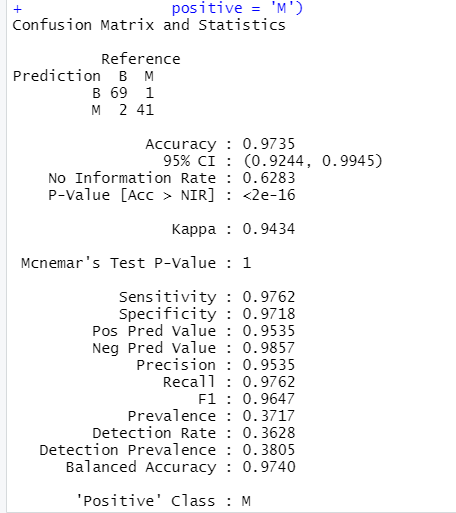 +                  positive = 'M')
Confusion Matrix and Statistics
Reference
Prediction  B  M
B 69  1
M  2 41
Accuracy : 0.9735
95% CI : (0.9244, 0.9945)
No Information Rate : 0.6283
P-Value [Acc > NIR] : <2e-16
Kappa : 0.9434
Mcnemar's Test P-Value : 1
Sensitivity : 0.9762
Specificity : 0.9718
Pos Pred Value : 0.9535
Neg Pred Value : 0.9857
Precision : 0.9535
Recall : 0.9762
F1 : 0.9647
Prevalence : 0.3717
Detection Rate : 0.3628
Detection Prevalence : 0.3805
Balanced Accuracy : 0.9740
'Positive' Class : M